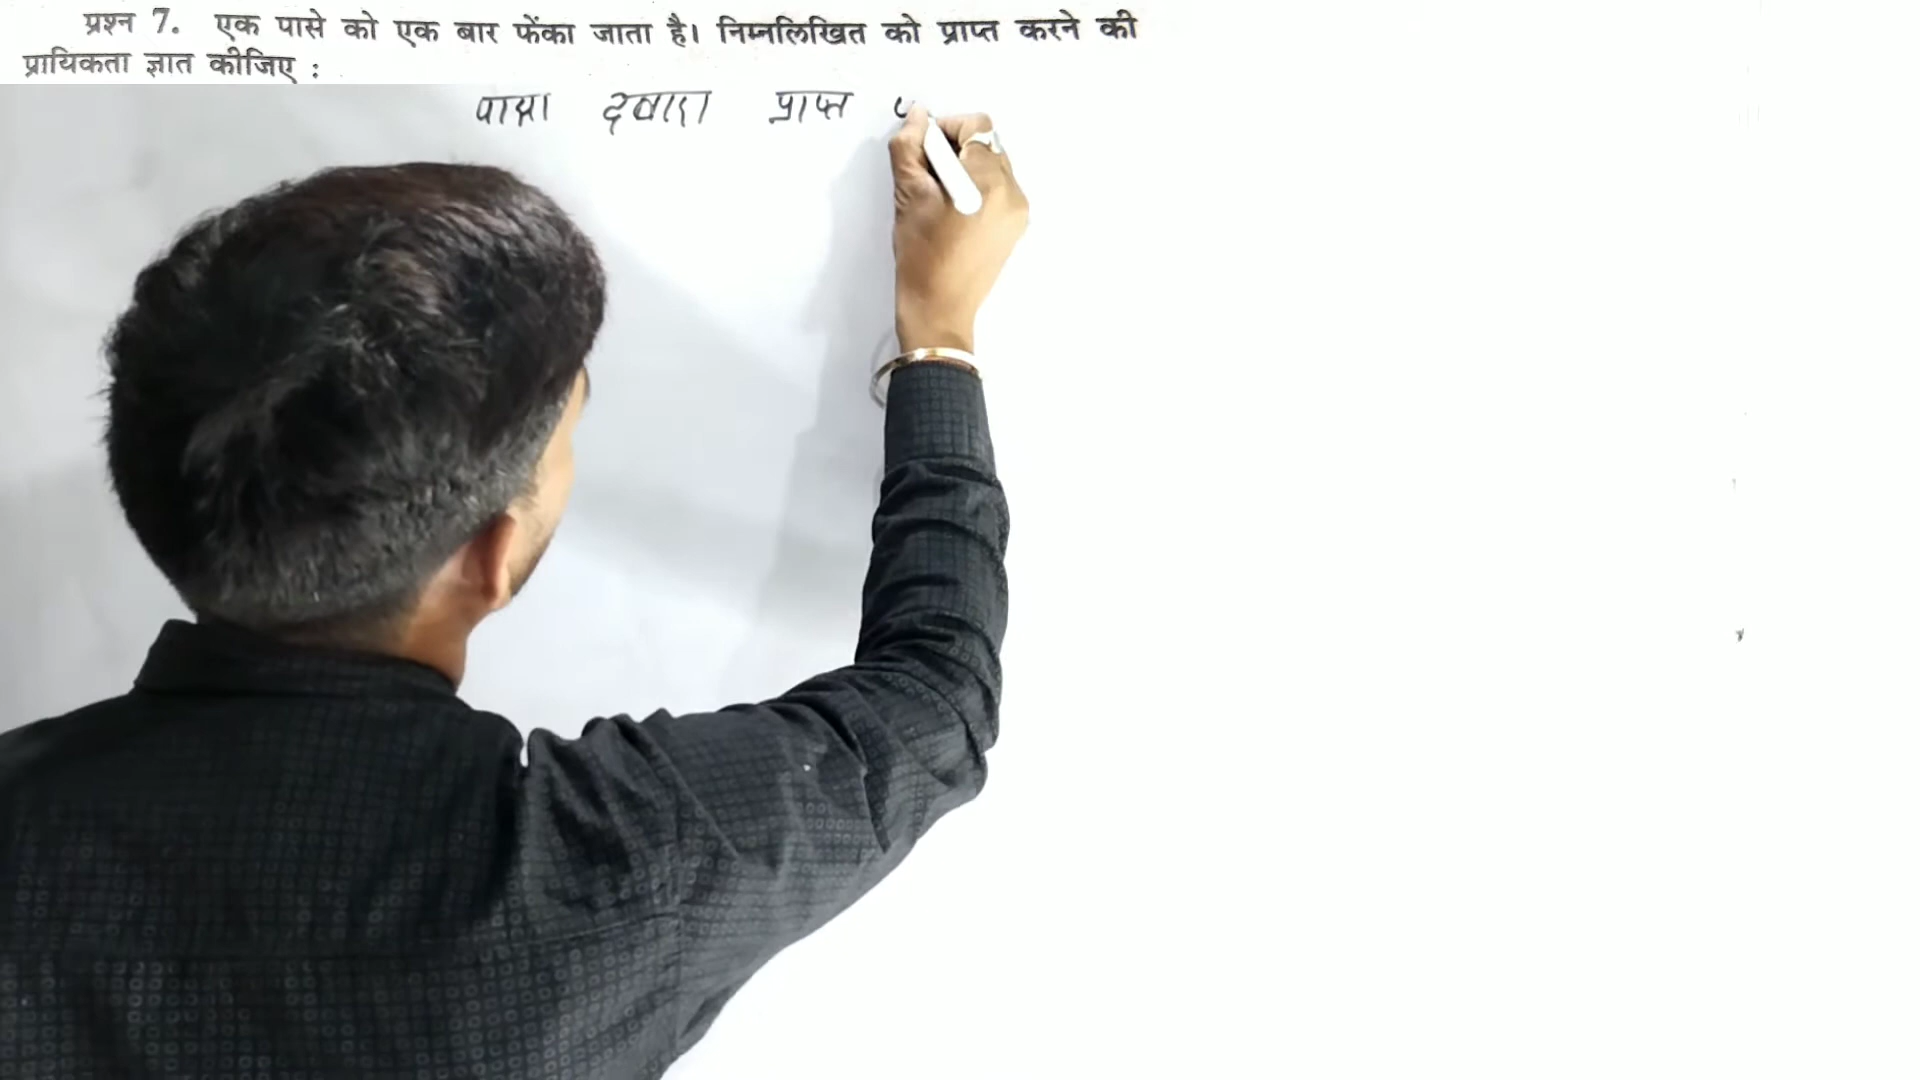 प्रश्न 7. एक पासे को एक बार फेंका जाता है। निम्नलिखित को प्राप्त करने की
प्रायिकता ज्ञात कीजिए :
पासा द्वारा प्राप्त